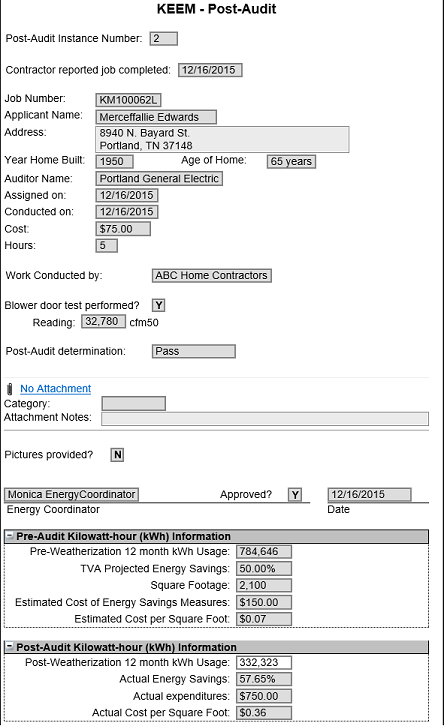 KEEM - Post-Audit
Post-Audit Instance Number: 2
Contractor reported job completed: 12/16/2015
Job Number: KM100062L
Applicant Name: Merceffallie Edwards
Address: 8940 N. Bayard St.
Portland, TN 37148
Year Home Built: 1950 Age of Home: 65 years
Auditor Name: Portland General Electric
Assigned on: 12/16/2015
Conducted on: 12/16/2015
Cost: $75.00
Hours: 5
Work Conducted by: ABC Home Contractors
Blower door test performed? Y
Reading: 32,780 cfm50
Post-Audit determination: Pass
No Attachment
Category:
Attachment Notes:
Pictures provided? N
Monica EnergyCoordinator Approved? Y 12/16/2015
Energy Coordinator Date
Pre-Audit Kilowatt-hour (kWh) Information
Pre-Weatherization 12 month kWh Usage: 784,646
TVA Projected Energy Savings: 50.00%
Square Footage: 2,100
Estimated Cost of Energy Savings Measures: $150.00
Estimated Cost per Square Foot: $0.07
Post-Audit Kilowatt-hour (kWh) Information
Post-Weatherization 12 month kWh Usage: 332,323
Actual Energy Savings: 57.65%
Actual expenditures: $750.00
Actual Cost per Square Foot: $0.36